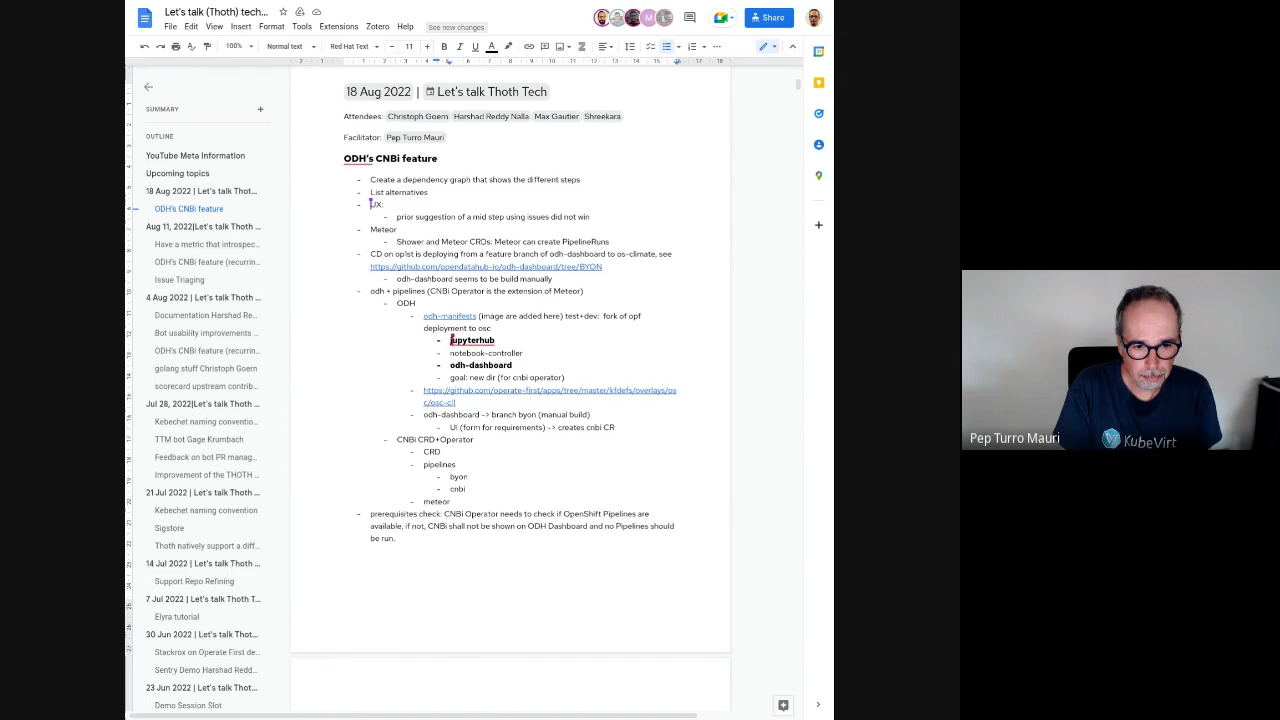 Let's talk (Thoth) tech...
File Edit View Insert Format Tools Extensions Zotero Help See new changes
Share
100% Normal text Red Hat Text 11
SUMMARY
OUTLINE
YouTube Meta Information
Upcoming topics
18 Aug 2022 | Let's talk Thot...
ODH's CNBi feature
Aug 11, 2022|Let's talk Thoth ...
Have a metric that introspec...
ODH's CNBi feature (recurrin...
Issue Triaging
4 Aug 2022 | Let's talk Thoth ...
Documentation Harshad Re...
Bot usability improvements ...
ODH's CNBi feature (recurrin...
golang stuff Christoph Goern
scorecard upstream contrib...
Jul 28, 2022|Let's talk Thoth ...
Kebechet naming conventio...
TTM bot Gage Krumbach
Feedback on bot PR manag...
Improvement of the THOTH ...
21 Jul 2022 | Let's talk Thoth ...
Kebechet naming convention
Sigstore
Thoth natively support a diff...
14 Jul 2022 | Let's talk Thoth ...
Support Repo Refining
7 Jul 2022 | Let's talk Thoth T...
Elyra tutorial
30 Jun 2022 | Let's talk Thot...
Stackrox on Operate First de...
Sentry Demo Harshad Redd...
23 Jun 2022 | Let's talk Thot...
Demo Session Slot
18 Aug 2022 | Let's talk Thoth Tech
Attendees: Christoph Goern Harshad Reddy Nalla Max Gautier Shreekara
Facilitator: Pep Turro Mauri
ODH's CNBi feature
- Create a dependency graph that shows the different steps
- List alternatives
- UX:
- prior suggestion of a mid step using issues did not win
- Meteor
- Shower and Meteor CRDs: Meteor can create PipelineRuns
- CD on op1st is deploying from a feature branch of odh-dashboard to os-climate, see
https://github.com/opendatahub-io/odh-dashboard/tree/BYON
- odh-dashboard seems to be build manually
- odh + pipelines (CNBi Operator is the extension of Meteor)
- ODH
- odh-manifests (image are added here) test+dev: fork of opf
deployment to osc
- jupyterhub
- notebook-controller
- odh-dashboard
- goal: new dir (for cnbi operator)
- https://github.com/operate-first/apps/tree/master/kfdefs/overlays/os
c/osc-cl1
- odh-dashboard -> branch byon (manual build)
- UI (form for requirements) -> creates cnbi CR
- CNBi CRD+Operator
- CRD
- pipelines
- byon
- cnbi
- meteor
- prerequisites check: CNBi Operator needs to check if OpenShift Pipelines are
available, if not, CNBi shall not be shown on ODH Dashboard and no Pipelines should
be run.
Pep Turro Mauri
KubeVirt